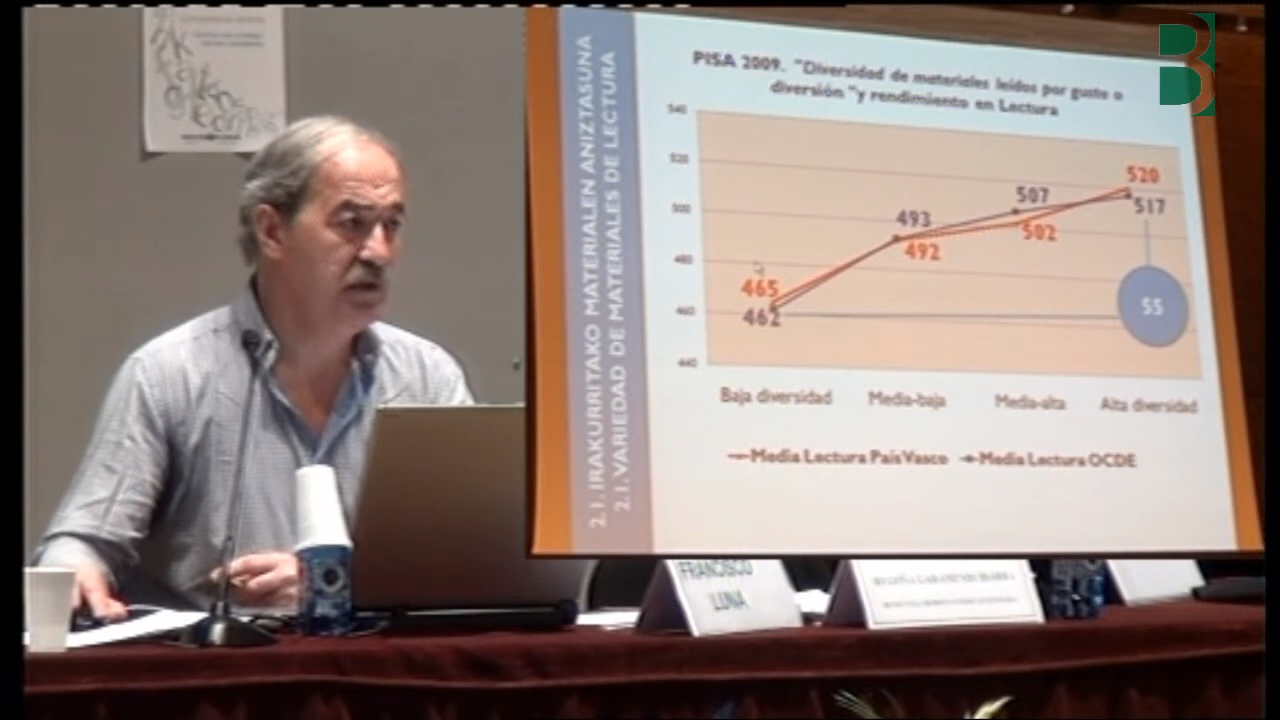 PISA 2009. "Diversidad de materiales leídos por gusto o
diversión "y rendimiento en Lectura
2.1. IRAKURRITAKO MATERIALEN ANIZTASUNA
2.1. VARIEDAD DE MATERIALES DE LECTURA
540
520
500
480
460
440
465
462
493
492
507
502
520
517
55
Baja diversidad
Media-baja
Media-alta
Alta diversidad
Media Lectura País Vasco
Media Lectura OCDE
FRANCISCO
LUNA
B